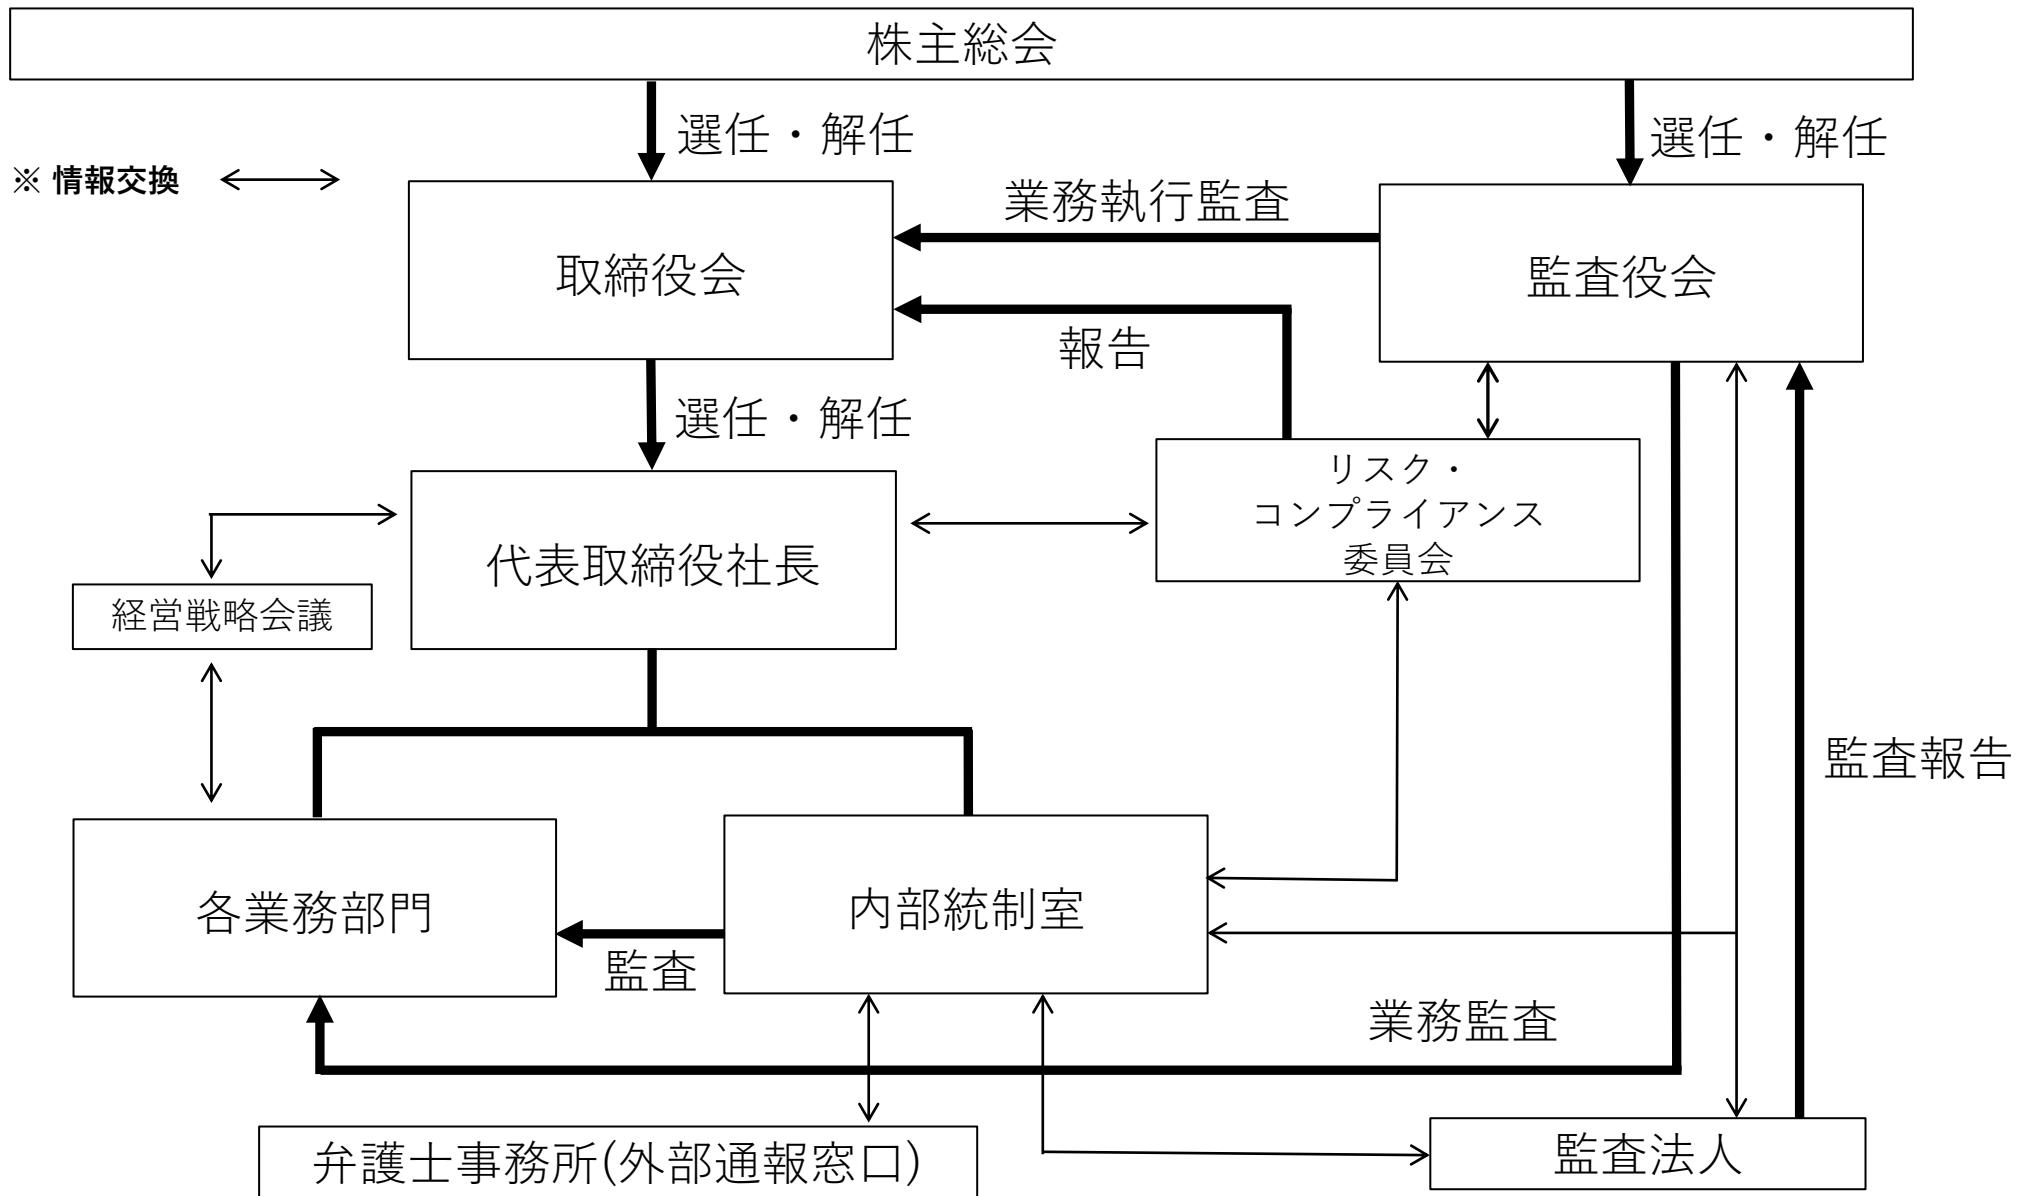 株主総会
選任・解任
選任・解任
※ 情報交換
業務執行監査
取締役会
監査役会
報告
選任・解任
リスク・
コンプライアンス
委員会
代表取締役社長
経営戦略会議
監査報告
各業務部門
内部統制室
監査
業務監査
弁護士事務所(外部通報窓口)
監査法人